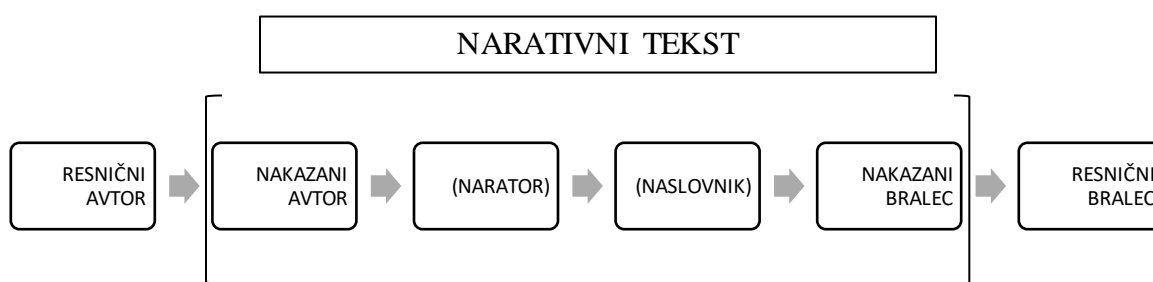 NARATIVNI TEKST
RESNIČNI
AVTOR
NAKAZANI
AVTOR
(NARATOR)
(NASLOVNIK)
NAKAZANI
BRALEC
RESNIČNI
BRALEC